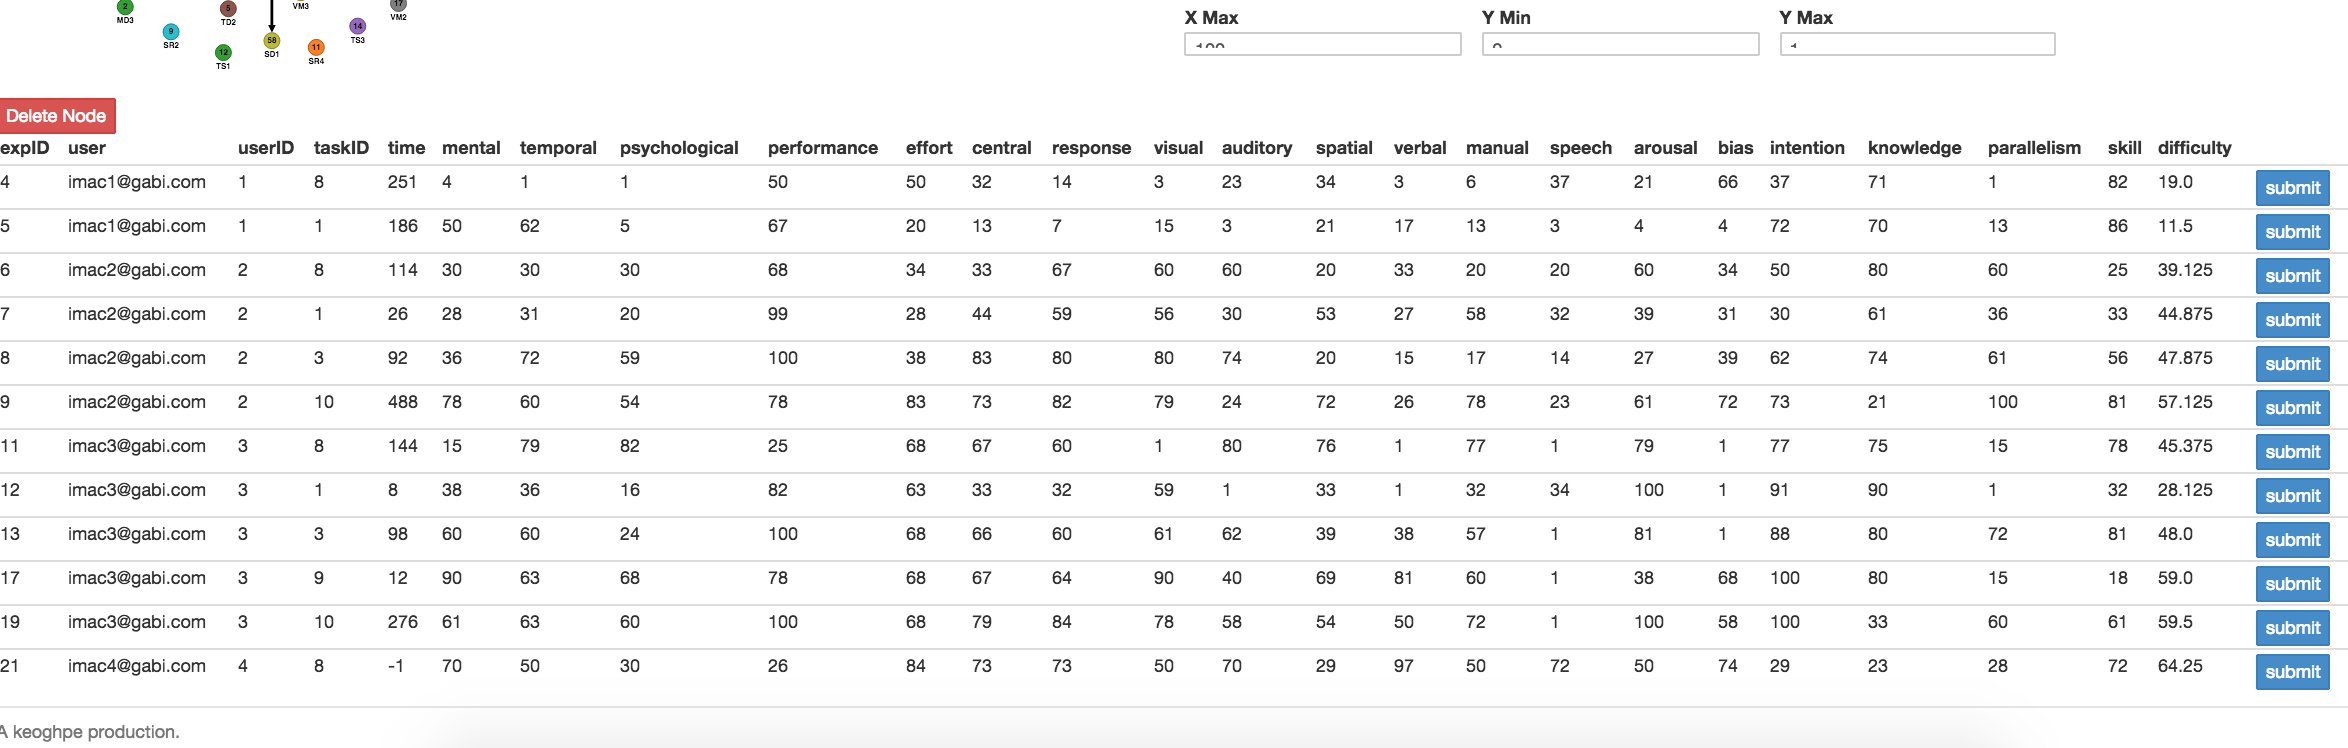 2
MD3
5
TD2
VM3
17
VM2
9
SR2
12
TS1
58
SD1
11
SR4
14
TS3
X Max Y Min Y Max
Delete Node
expID user userID taskID time mental temporal psychological performance effort central response visual auditory spatial verbal manual speech arousal bias intention knowledge parallelism skill difficulty
4 imac1@gabi.com 1 8 251 4 1 1 50 50 32 14 3 23 34 3 6 37 21 66 37 71 1 82 19.0 submit
5 imac1@gabi.com 1 1 186 50 62 5 67 20 13 7 15 3 21 17 13 3 4 4 72 70 13 86 11.5 submit
6 imac2@gabi.com 2 8 114 30 30 30 68 34 33 67 60 60 20 33 20 20 60 34 50 80 60 25 39.125 submit
7 imac2@gabi.com 2 1 26 28 31 20 99 28 44 59 56 30 53 27 58 32 39 31 30 61 36 33 44.875 submit
8 imac2@gabi.com 2 3 92 36 72 59 100 38 83 80 80 74 20 15 17 14 27 39 62 74 61 56 47.875 submit
9 imac2@gabi.com 2 10 488 78 60 54 78 83 73 82 79 24 72 26 78 23 61 72 73 21 100 81 57.125 submit
11 imac3@gabi.com 3 8 144 15 79 82 25 68 67 60 1 80 76 1 77 1 79 1 77 75 15 78 45.375 submit
12 imac3@gabi.com 3 1 8 38 36 16 82 63 33 32 59 1 33 1 32 34 100 1 91 90 1 32 28.125 submit
13 imac3@gabi.com 3 3 98 60 60 24 100 68 66 60 61 62 39 38 57 1 81 1 88 80 72 81 48.0 submit
17 imac3@gabi.com 3 9 12 90 63 68 78 68 67 64 90 40 69 81 60 1 38 68 100 80 15 18 59.0 submit
19 imac3@gabi.com 3 10 276 61 63 60 100 68 79 84 78 58 54 50 72 1 100 58 100 33 60 61 59.5 submit
21 imac4@gabi.com 4 8 -1 70 50 30 26 84 73 73 50 70 29 97 50 72 50 74 29 23 28 72 64.25 submit
A keoghpe production.